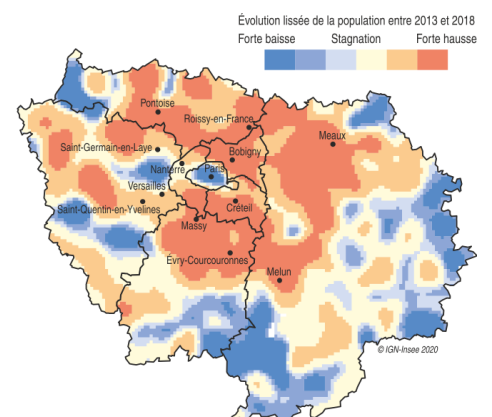 Évolution lissée de la population entre 2013 et 2018
Forte baisse Stagnation Forte hausse
Pontoise
Roissy-en-France
Meaux
Saint-Germain-en-Laye
Bobigny
Nanterre
Paris
Versailles
Saint-Quentin-en-Yvelines
Créteil
Massy
Évry-Courcouronnes
Melun
© IGN-Insee 2020